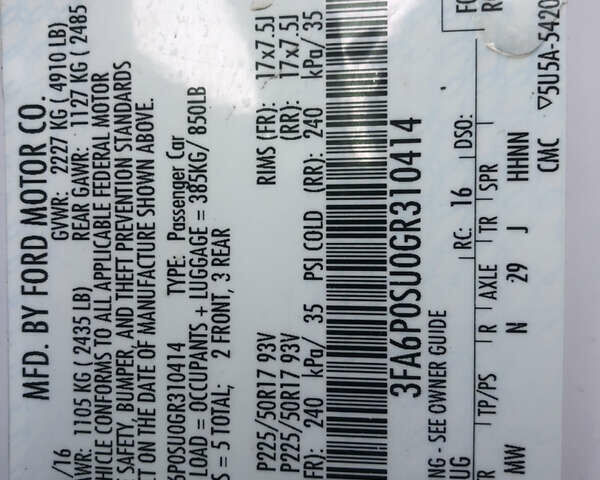 MFD. BY FORD MOTOR CO.
/16 GVWR: 2227 KG ( 4910 LB)
AWR: 1105 KG ( 2435 LB) REAR GAWR: 1127 KG ( 2485
HICLE CONFORMS TO ALL APPLICABLE FEDERAL MOTOR
SAFETY, BUMPER, AND THEFT PREVENTION STANDARDS
CT ON THE DATE OF MANUFACTURE SHOWN ABOVE.
6P0SU0GR310414 TYPE: Passenger Car
LOAD = OCCUPANTS + LUGGAGE = 385KG/ 850LB
S = 5 TOTAL; 2 FRONT, 3 REAR
P225/50R17 93V RIMS (FR): 17x7.5J
P225/50R17 93V (RR): 17x7.5J
FR): 240 kPa/ 35 PSI COLD (RR): 240 kPa/ 35
3FA6P0SU0GR310414
NG - SEE OWNER GUIDE
UG RC: 16 DSO:
TR TP/PS R AXLE TR SPR
MW N 29 J HHNN
CMC ▽5U5A-5420